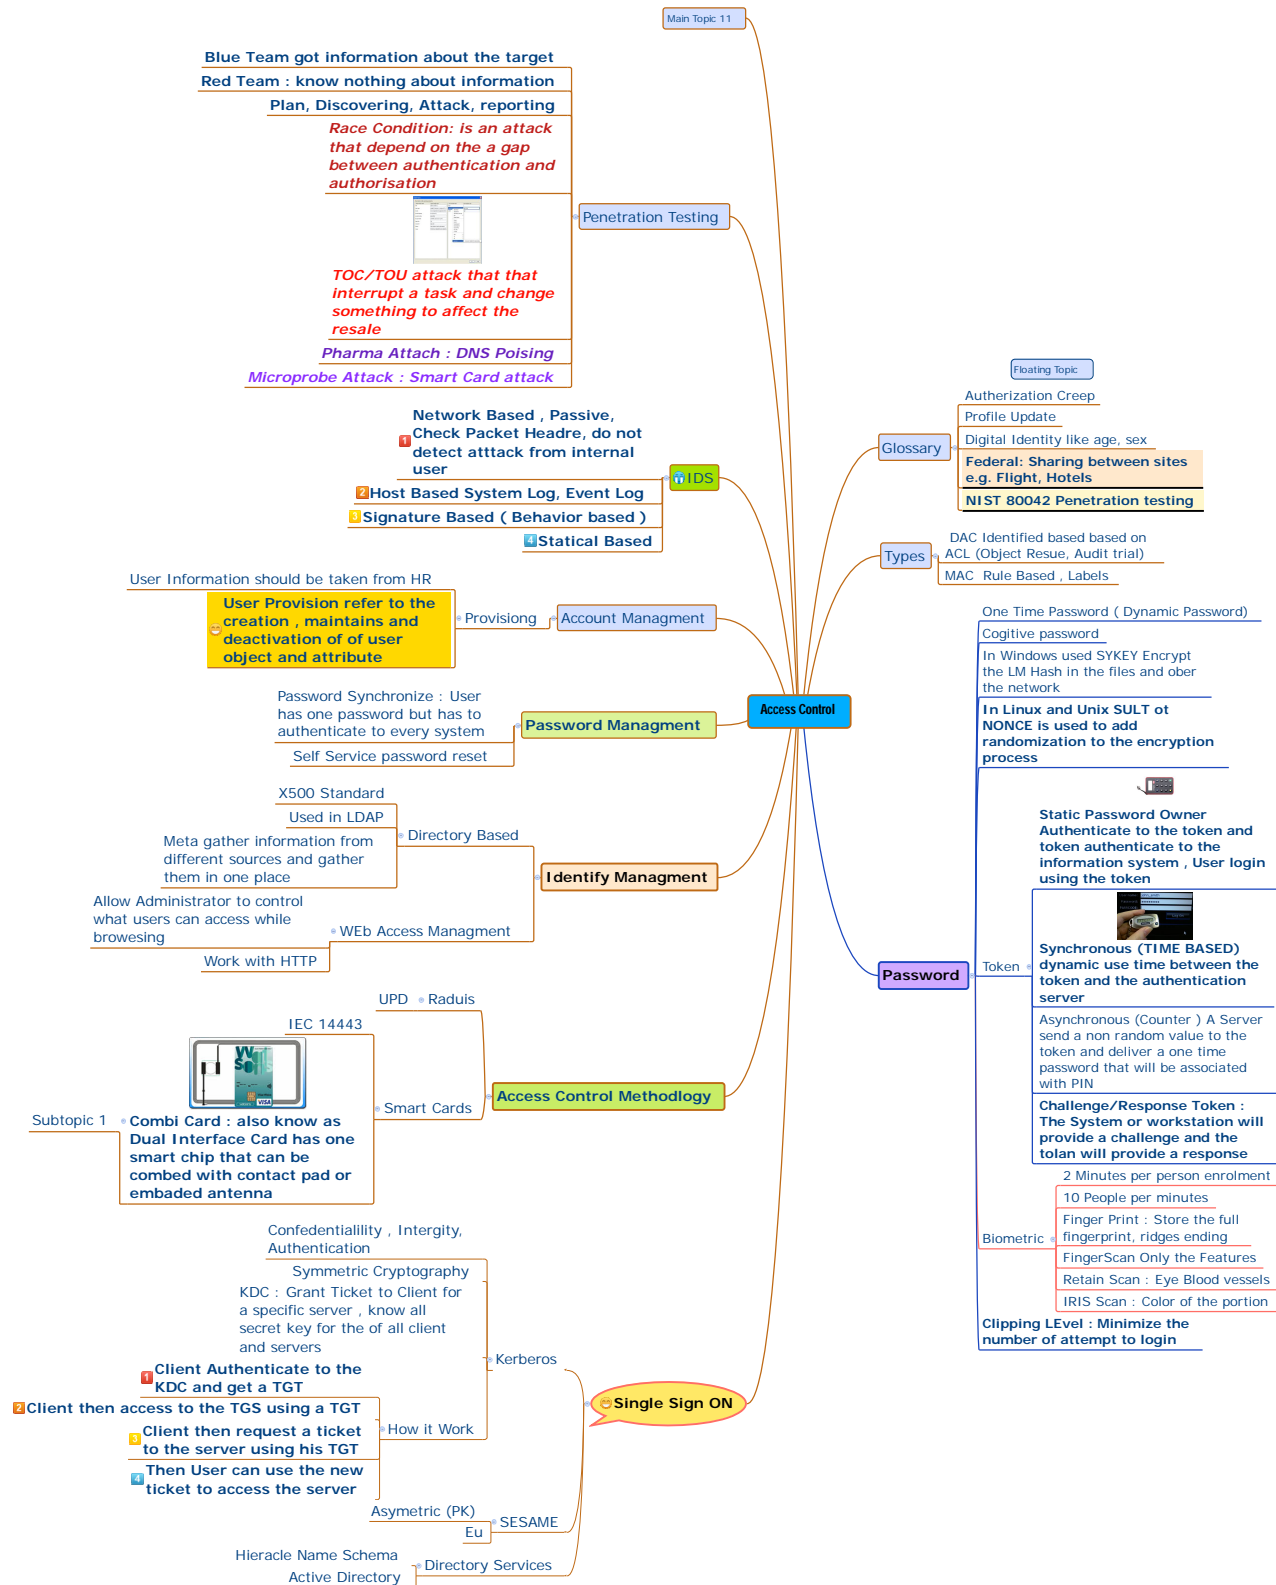 Main Topic 11
Blue Team got information about the target
Red Team : know nothing about information
Plan, Discovering, Attack, reporting
Race Condition: is an attack
that depend on the a gap
between authentication and
authorisation
TOC/TOU attack that that
interrupt a task and change
something to affect the
resale
Pharma Attach : DNS Poising
Microprobe Attack : Smart Card attack
Penetration Testing
Network Based , Passive,
Check Packet Headre, do not
detect atttack from internal
user
Host Based System Log, Event Log
Signature Based ( Behavior based )
Statical Based
1
2
3
4
IDS
User Information should be taken from HR
User Provision refer to the
creation , maintains and
deactivation of of user
object and attribute
Provisiong
Account Managment
Password Synchronize : User
has one password but has to
authenticate to every system
Self Service password reset
Password Managment
X500 Standard
Used in LDAP
Meta gather information from
different sources and gather
them in one place
Directory Based
Allow Administrator to control
what users can access while
browesing
Work with HTTP
WEb Access Managment
Identify Managment
UPD
Raduis
IEC 14443
VISA
Subtopic 1
Combi Card : also know as
Dual Interface Card has one
smart chip that can be
combed with contact pad or
embaded antenna
Smart Cards
Access Control Methodlogy
Confedentialility , Intergity,
Authentication
Symmetric Cryptography
KDC : Grant Ticket to Client for
a specific server , know all
secret key for the of all client
and servers
Kerberos
1
Client Authenticate to the
KDC and get a TGT
2
Client then access to the TGS using a TGT
3
Client then request a ticket
to the server using his TGT
4
Then User can use the new
ticket to access the server
How it Work
Asymetric (PK)
Eu
SESAME
Hieracle Name Schema
Active Directory
Directory Services
Single Sign ON
Access Control
Floating Topic
Autherization Creep
Profile Update
Digital Identity like age, sex
Federal: Sharing between sites
e.g. Flight, Hotels
NIST 80042 Penetration testing
Glossary
DAC Identified based based on
ACL (Object Resue, Audit trial)
MAC  Rule Based , Labels
Types
One Time Password ( Dynamic Password)
Cogitive password
In Windows used SYKEY Encrypt
the LM Hash in the files and ober
the network
In Linux and Unix SULT ot
NONCE is used to add
randomization to the encryption
process
Static Password Owner
Authenticate to the token and
token authenticate to the
information system , User login
using the token
Synchronous (TIME BASED)
dynamic use time between the
token and the authentication
server
Asynchronous (Counter ) A Server
send a non random value to the
token and deliver a one time
password that will be associated
with PIN
Challenge/Response Token :
The System or workstation will
provide a challenge and the
tolan will provide a response
Token
2 Minutes per person enrolment
10 People per minutes
Finger Print : Store the full
fingerprint, ridges ending
FingerScan Only the Features
Retain Scan : Eye Blood vessels
IRIS Scan : Color of the portion
Biometric
Clipping LEvel : Minimize the
number of attempt to login
Password